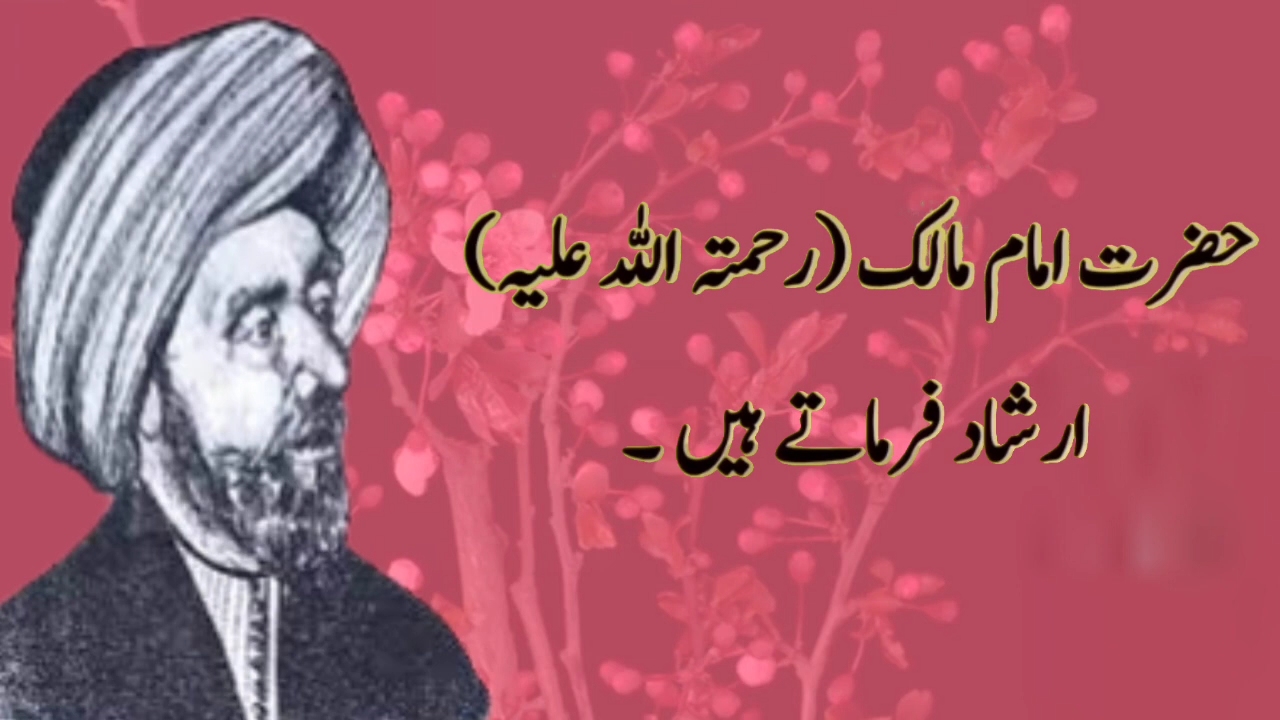 حضرت امام مالک (رحمتہ اللہ علیہ)
ارشاد فرماتے ہیں ۔